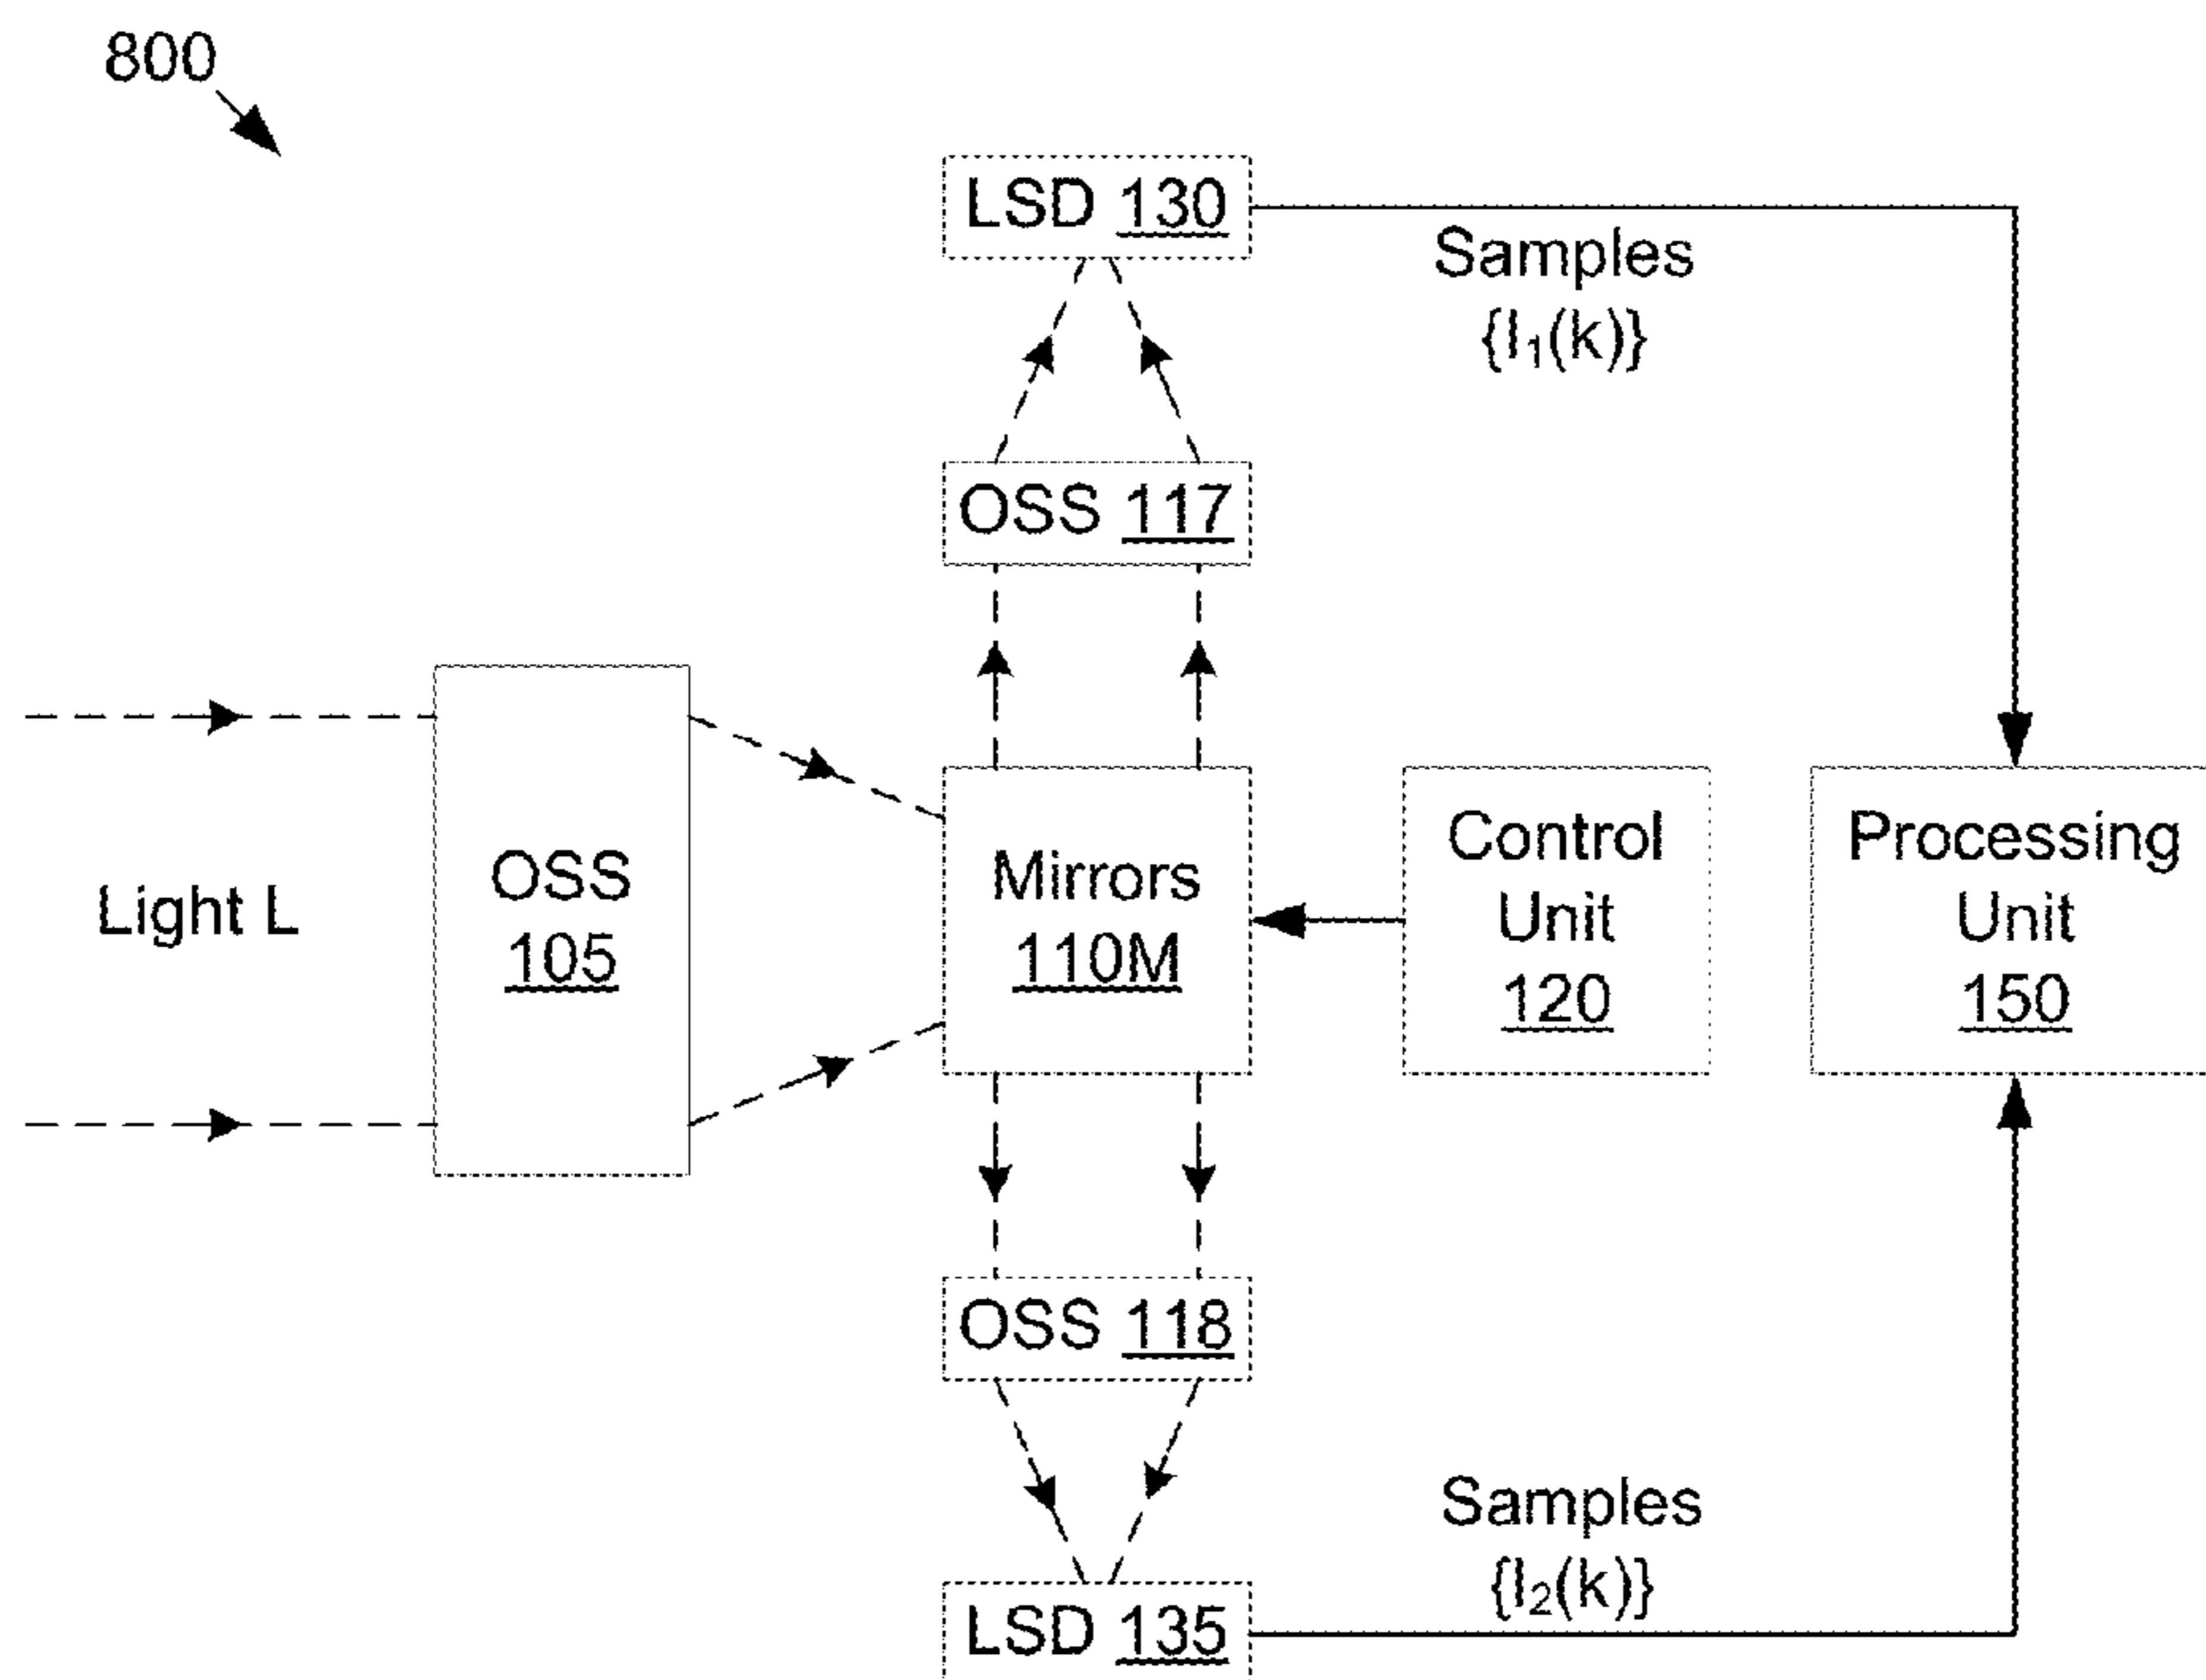 800
LSD 130
Samples
{I₁(k)}
OSS 117
Light L
OSS
105
Mirrors
110M
Control
Unit
120
Processing
Unit
150
OSS 118
Samples
{I₂(k)}
LSD 135